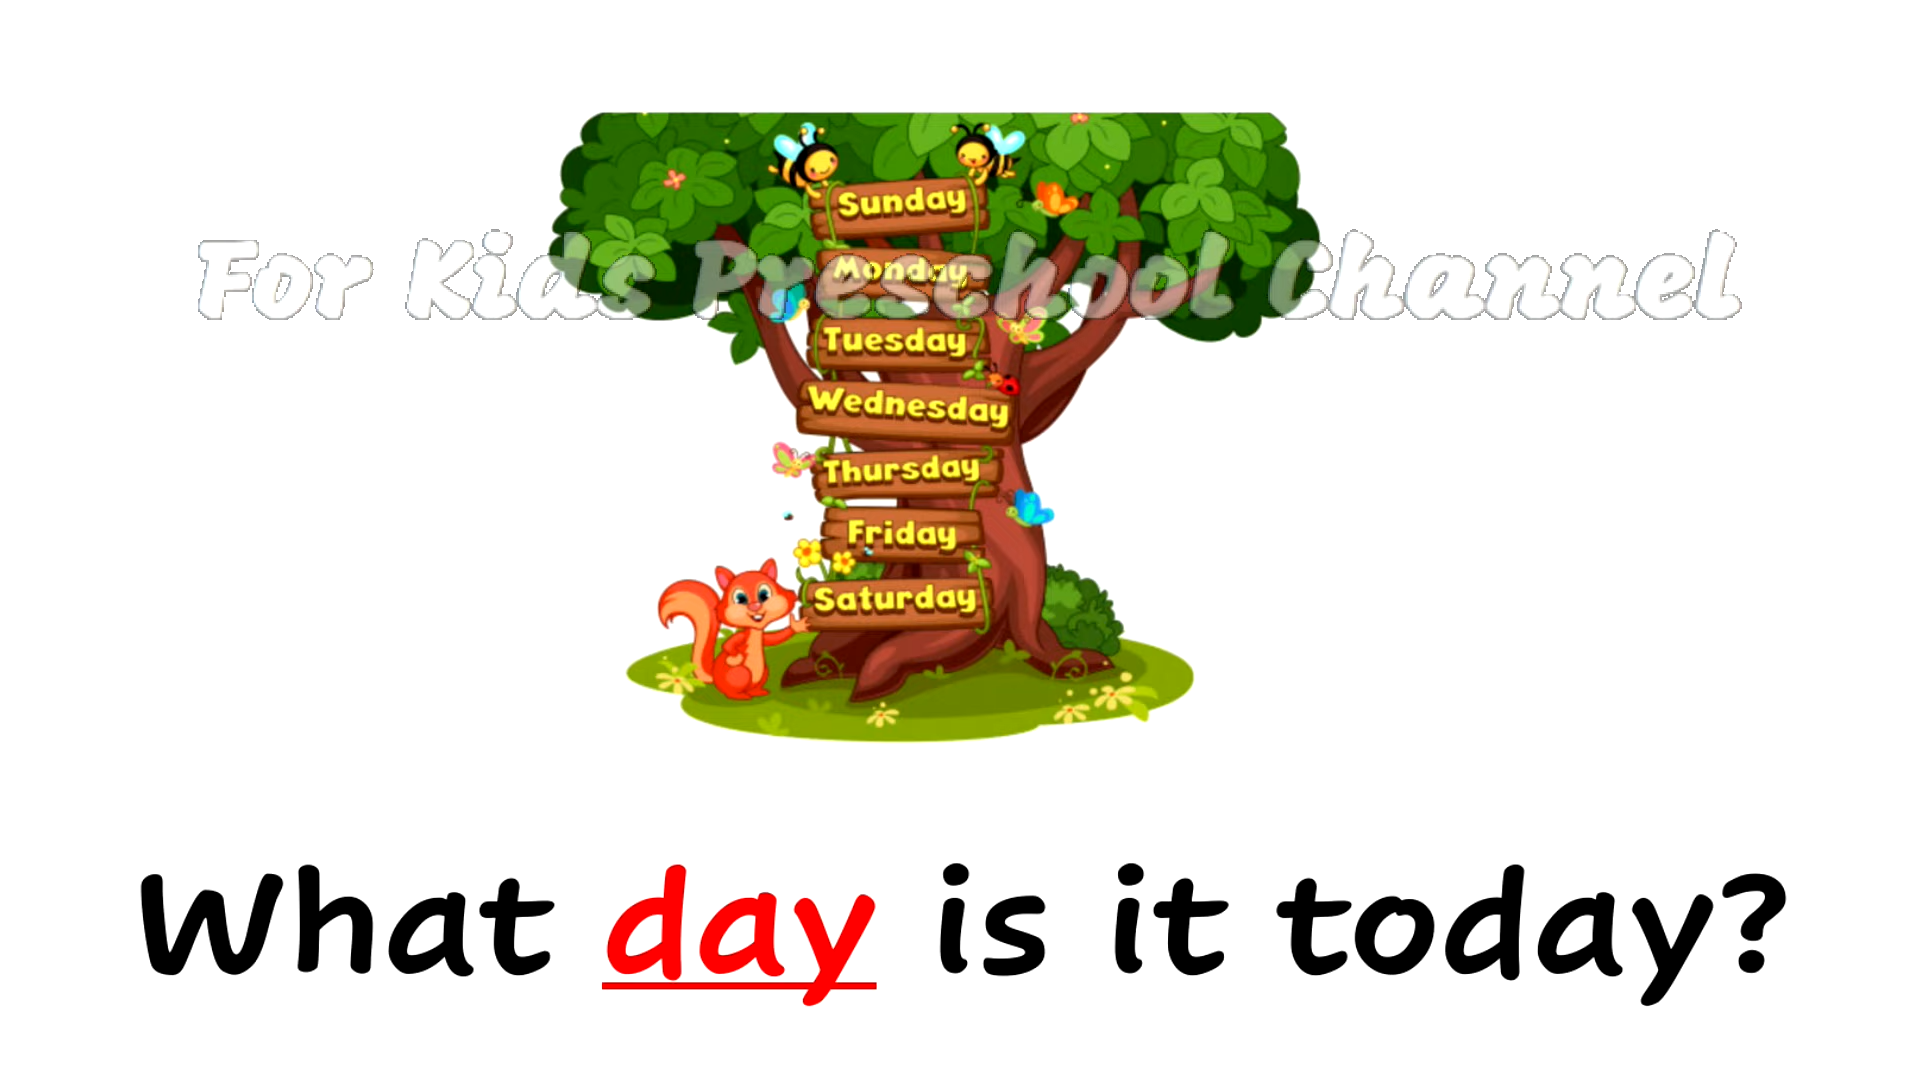 Sunday
For Kids Preschool Channel
Monday
Tuesday
Wednesday
Thursday
Friday
Saturday
What day is it today?